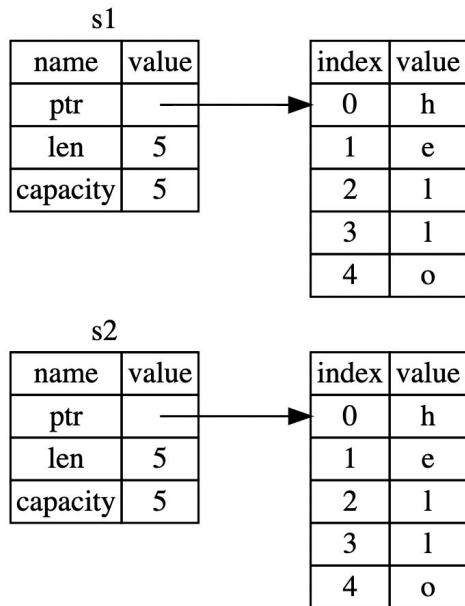 s1
name value index value
ptr 0 h
len 5 1 e
capacity 5 2 l
3 l
4 o
s2
name value index value
ptr 0 h
len 5 1 e
capacity 5 2 l
3 l
4 o